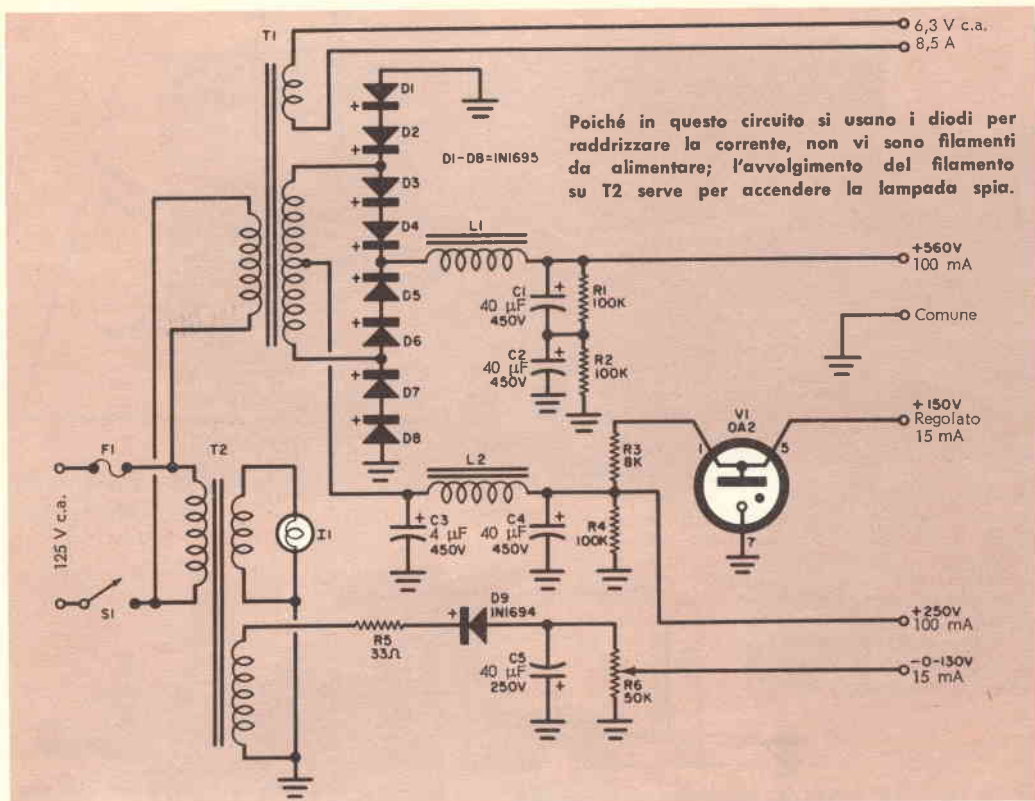 T1
6,3 V c.a.
8,5 A
D1
D2
D1-D8=1N1695
D3
D4
D5
D6
D7
D8
Poiché in questo circuito si usano i diodi per
raddrizzare la corrente, non vi sono filamenti
da alimentare; l'avvolgimento del filamento
su T2 serve per accendere la lampada spia.
L1
+560V
100 mA
C1
40 µF
450V
R1
100K
C2
40 µF
450V
R2
100K
Comune
V1
OA2
1
5
7
+150V
Regolato
15 mA
F1
T2
125 V c.a.
S1
I1
L2
R3
8K
C3
4 µF
450V
C4
40 µF
450V
R4
100K
+250V
100 mA
D9
1N1694
R5
33Ω
C5
40 µF
250V
R6
50K
-0-130V
15 mA
+
+
+
+
+
+
+
+
+
+
+
+
+
+